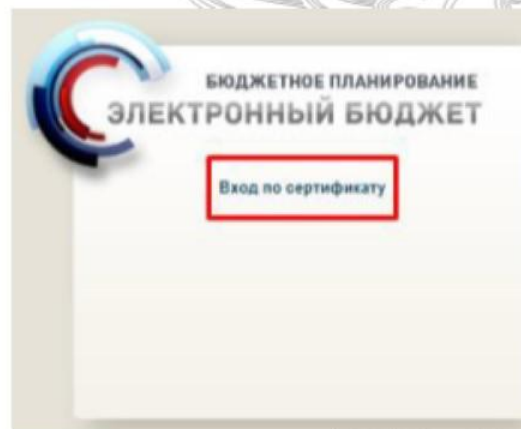 БЮДЖЕТНОЕ ПЛАНИРОВАНИЕ
ЭЛЕКТРОННЫЙ БЮДЖЕТ
Вход по сертификату